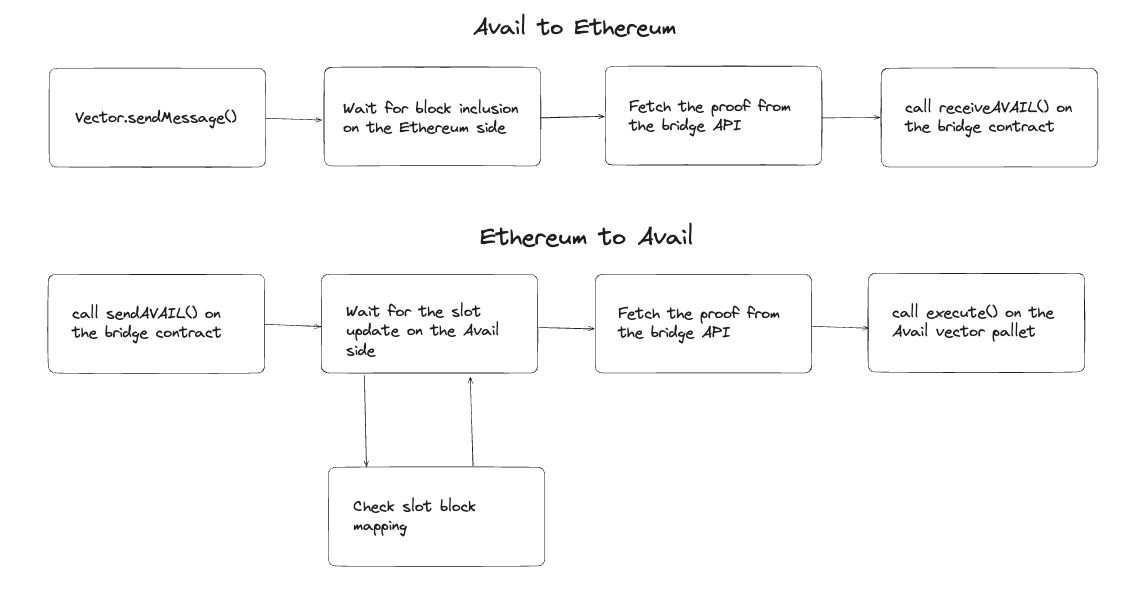 Avail to Ethereum
Vector.sendMessage()
Wait for block inclusion
on the Ethereum side
Fetch the proof from
the bridge API
call receiveAVAIL() on
the bridge contract
Ethereum to Avail
call sendAVAIL() on
the bridge contract
Wait for the slot
update on the Avail
side
Fetch the proof from
the bridge API
call execute() on the
Avail vector pallet
Check slot block
mapping